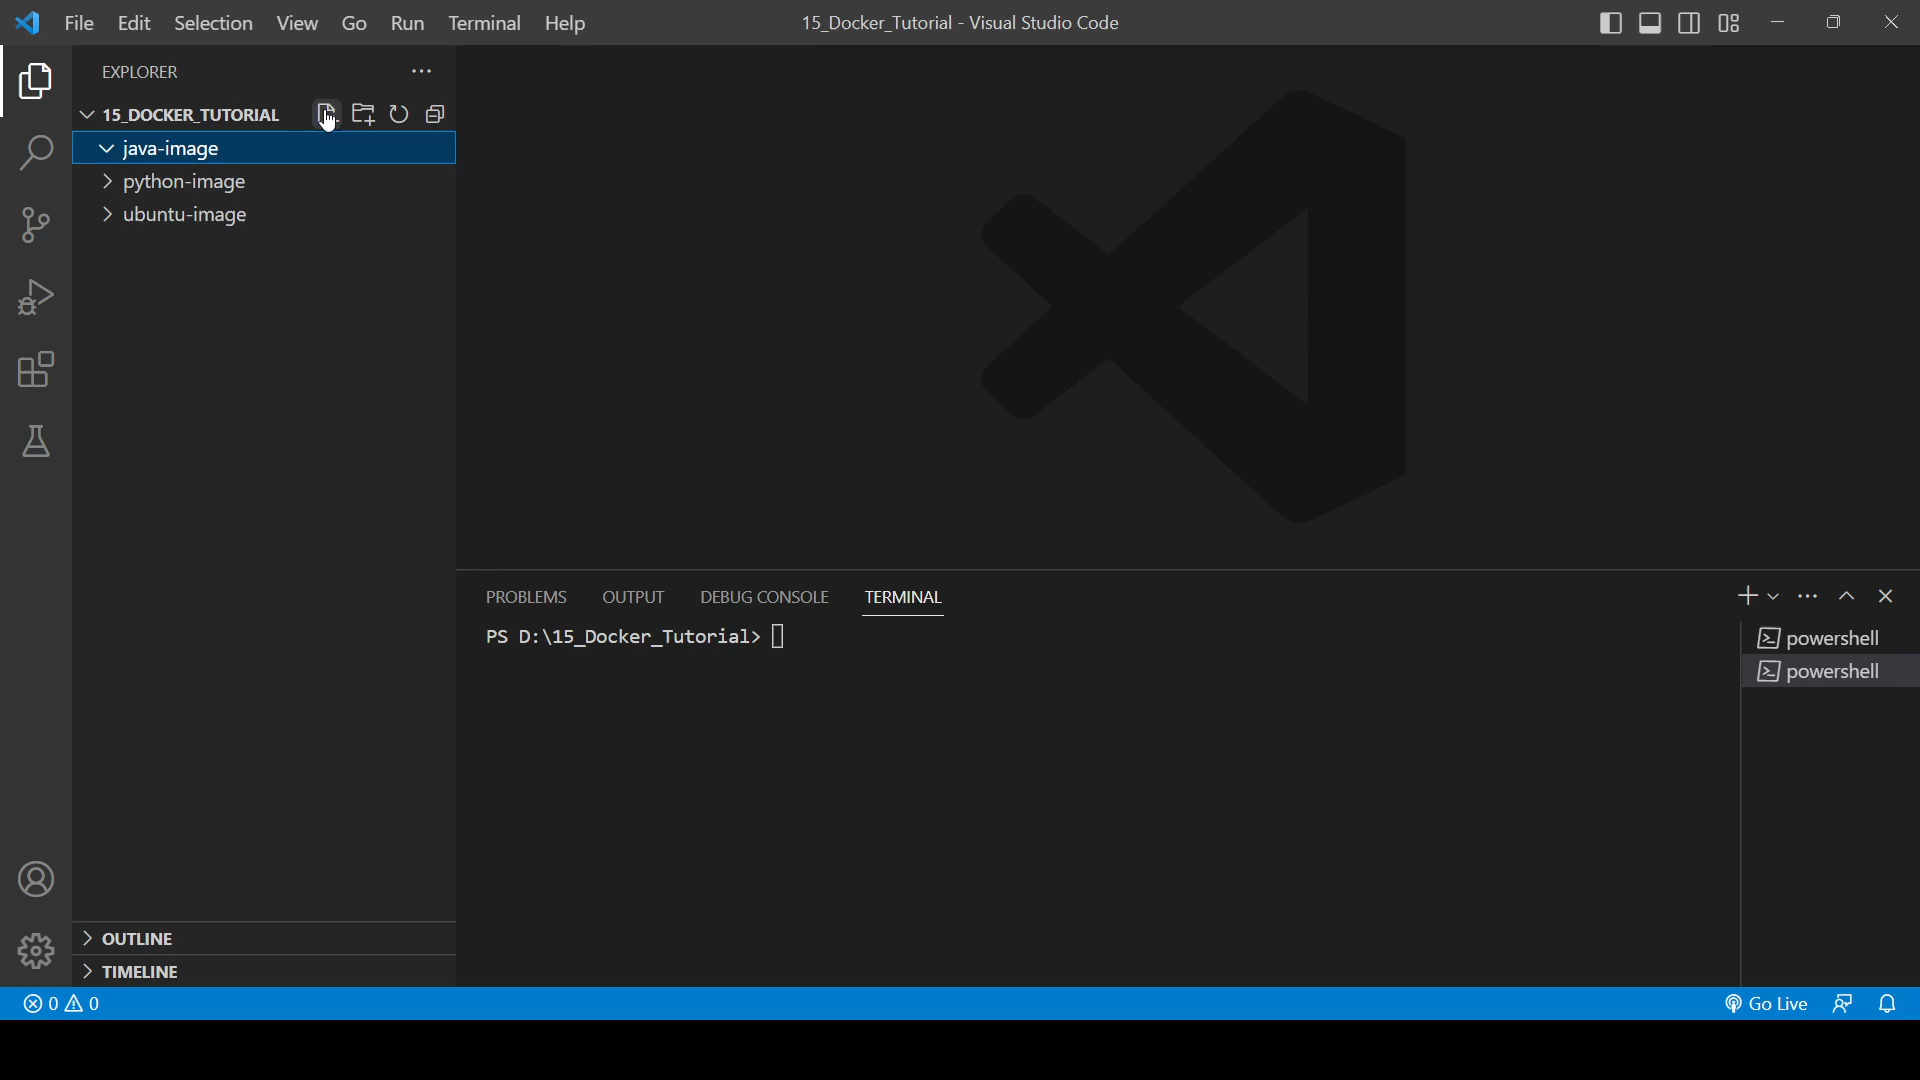 File Edit Selection View Go Run Terminal Help
15_Docker_Tutorial - Visual Studio Code
EXPLORER
15_DOCKER_TUTORIAL
java-image
python-image
ubuntu-image
PROBLEMS OUTPUT DEBUG CONSOLE TERMINAL
PS D:\15_Docker_Tutorial>
powershell
powershell
OUTLINE
TIMELINE
0 0
Go Live